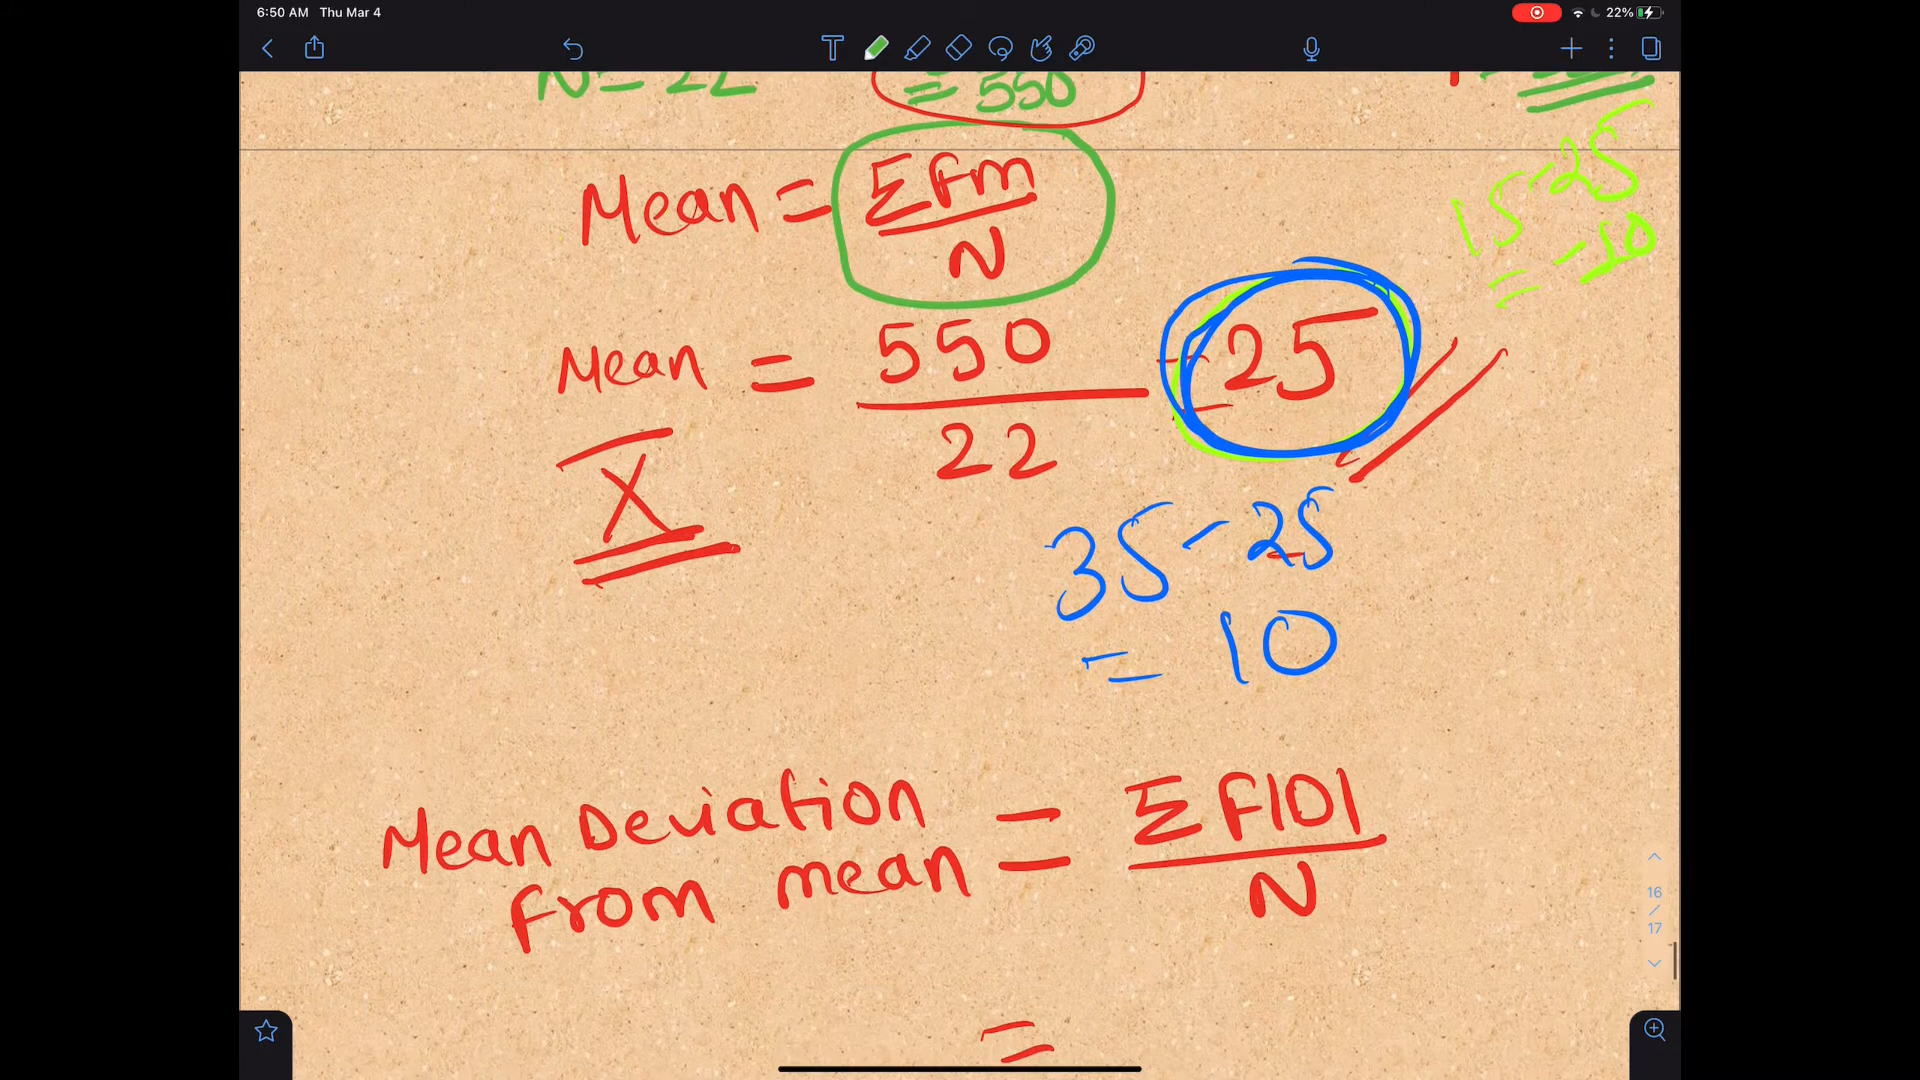 6:50 AM Thu Mar 4
22%
T
N = 22
= 550
15 - 25
= -10
Mean = ΣFm
N
Mean = 550
22
= 25
X̄
35 - 25
= 10
Mean Deviation
from mean
= ΣF|D|
N
=
16
/
17